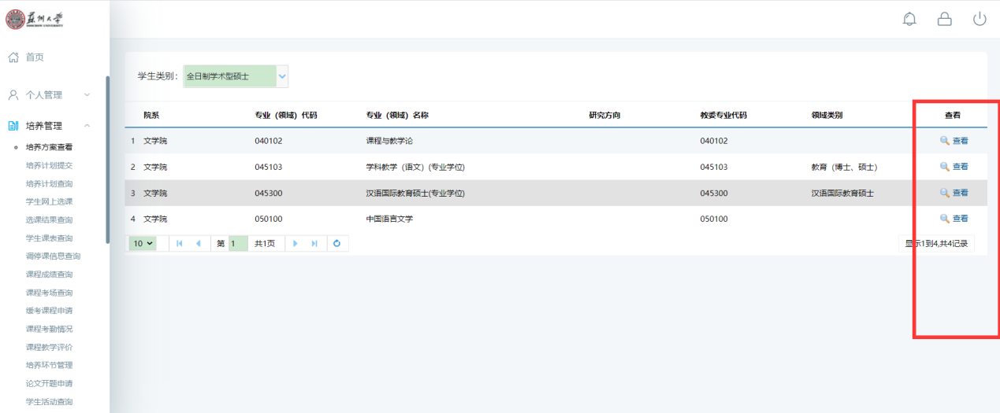 苏州大学
SOOCHOW UNIVERSITY
首页
个人管理
培养管理
培养方案查看
培养计划提交
培养计划查询
学生网上选课
选课结果查询
学生课表查询
调停课信息查询
课程成绩查询
课程考场查询
缓考课程申请
课程考勤情况
课程教学评价
培养环节管理
论文开题申请
学生活动查询
学生类别： 全日制学术型硕士
院系 专业（领域）代码 专业（领域）名称 研究方向 教委专业代码 领域类别 查看
1 文学院 040102 课程与教学论 040102 查看
2 文学院 045103 学科教学（语文）(专业学位) 045103 教育（博士、硕士） 查看
3 文学院 045300 汉语国际教育硕士(专业学位) 045300 汉语国际教育硕士 查看
4 文学院 050100 中国语言文学 050100 查看
10 第 1 共1页 显示1到4,共4记录